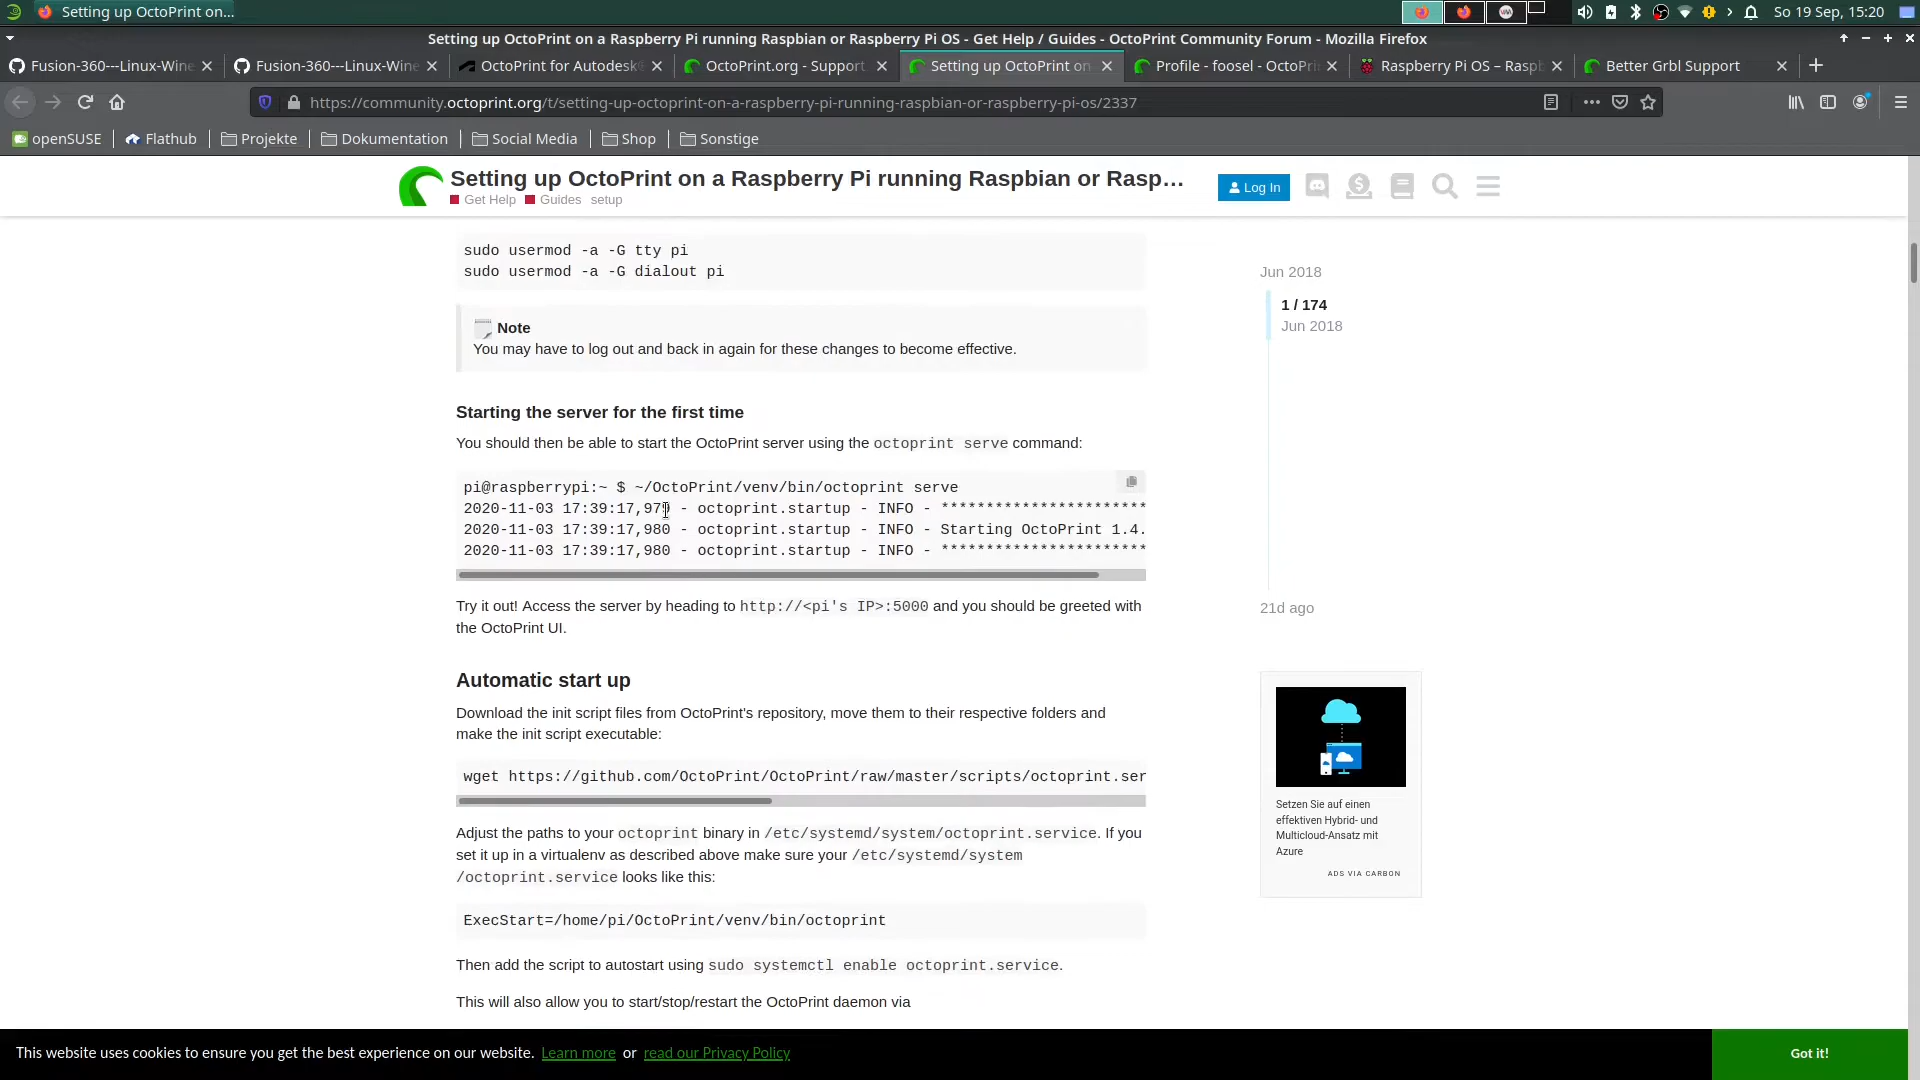 Setting up OctoPrint on...
So 19 Sep, 15:20
Setting up OctoPrint on a Raspberry Pi running Raspbian or Raspberry Pi OS - Get Help / Guides - OctoPrint Community Forum - Mozilla Firefox
Fusion-360---Linux-Wine
Fusion-360---Linux-Wine
OctoPrint for Autodesk
OctoPrint.org - Support
Setting up OctoPrint on
Profile - foosel - OctoPri
Raspberry Pi OS – Raspb
Better Grbl Support
https://community.octoprint.org/t/setting-up-octoprint-on-a-raspberry-pi-running-raspbian-or-raspberry-pi-os/2337
openSUSE
Flathub
Projekte
Dokumentation
Social Media
Shop
Sonstige
Setting up OctoPrint on a Raspberry Pi running Raspbian or Rasp...
Get Help Guides setup
Log In
sudo usermod -a -G tty pi
sudo usermod -a -G dialout pi
Note
You may have to log out and back in again for these changes to become effective.
Starting the server for the first time
You should then be able to start the OctoPrint server using the octoprint serve command:
pi@raspberrypi:~ $ ~/OctoPrint/venv/bin/octoprint serve
2020-11-03 17:39:17,979 - octoprint.startup - INFO - ***********************
2020-11-03 17:39:17,980 - octoprint.startup - INFO - Starting OctoPrint 1.4.
2020-11-03 17:39:17,980 - octoprint.startup - INFO - ***********************
Try it out! Access the server by heading to http://<pi's IP>:5000 and you should be greeted with
the OctoPrint UI.
Automatic start up
Download the init script files from OctoPrint's repository, move them to their respective folders and
make the init script executable:
wget https://github.com/OctoPrint/OctoPrint/raw/master/scripts/octoprint.ser
Adjust the paths to your octoprint binary in /etc/systemd/system/octoprint.service. If you
set it up in a virtualenv as described above make sure your /etc/systemd/system
/octoprint.service looks like this:
ExecStart=/home/pi/OctoPrint/venv/bin/octoprint
Then add the script to autostart using sudo systemctl enable octoprint.service.
This will also allow you to start/stop/restart the OctoPrint daemon via
Jun 2018
1 / 174
Jun 2018
21d ago
Setzen Sie auf einen
effektiven Hybrid- und
Multicloud-Ansatz mit
Azure
ADS VIA CARBON
This website uses cookies to ensure you get the best experience on our website. Learn more or read our Privacy Policy
Got it!